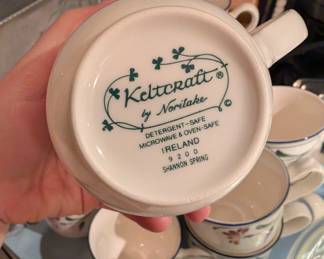 Keltcraft ®
by Noritake
©
DETERGENT-SAFE
MICROWAVE & OVEN-SAFE
IRELAND
9200
SHANNON SPRING